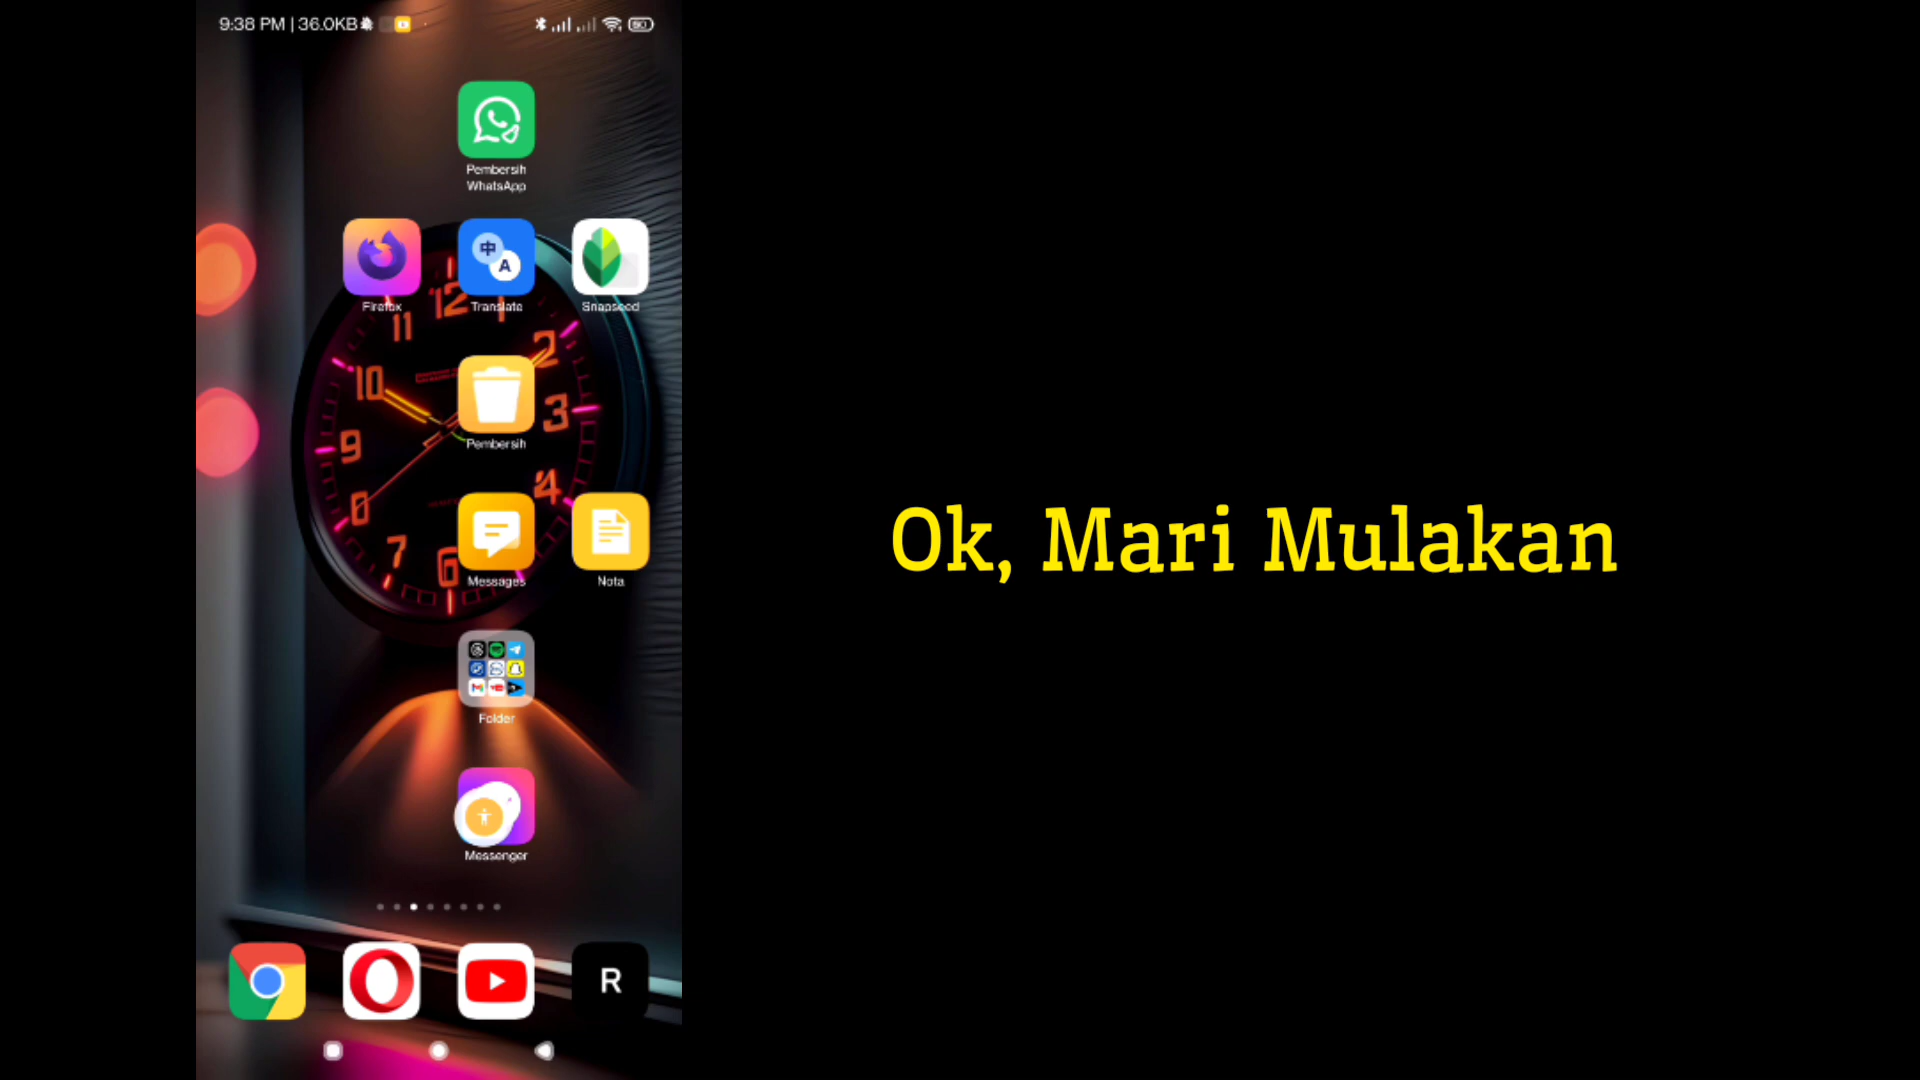 9:38 PM | 36.0KB
Pembersih
WhatsApp
Firefox
Translate
Snapseed
Pembersih
Messages
Nota
Folder
Messenger
R
Ok, Mari Mulakan